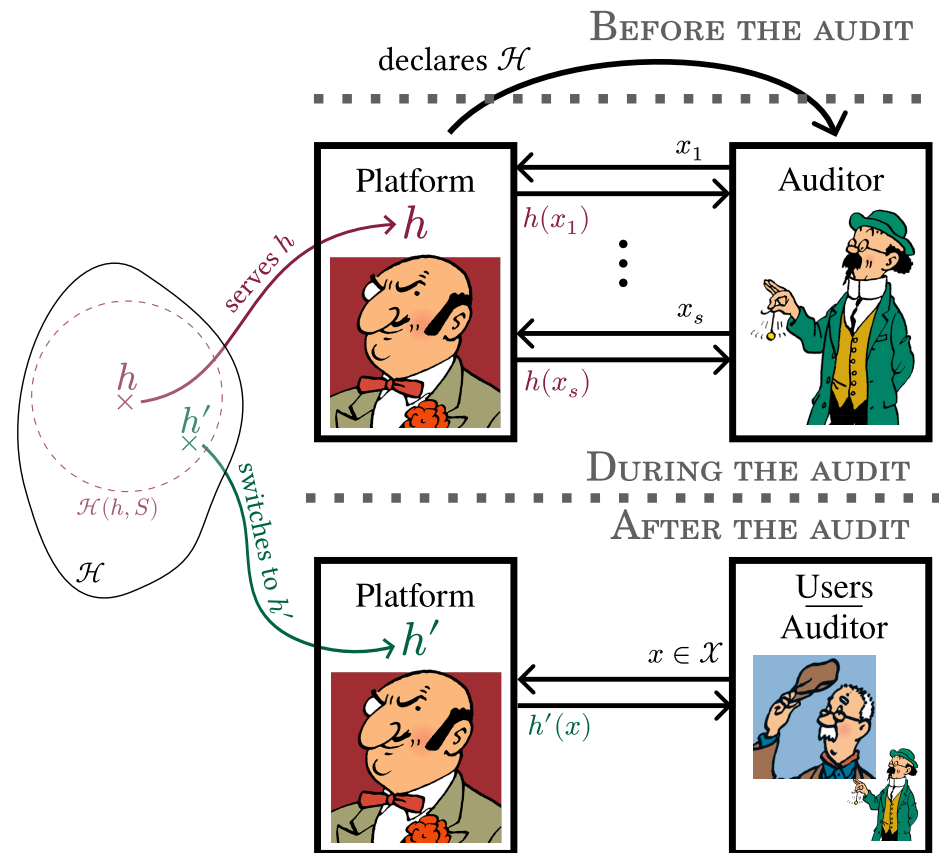 BEFORE THE AUDIT
declares ℋ
Platform
h
x₁
h(x₁)
⋮
xₛ
h(xₛ)
Auditor
serves h
h
×
h′
×
ℋ(h, S)
ℋ
switches to h′
DURING THE AUDIT
AFTER THE AUDIT
Platform
h′
x ∈ 𝒳
h′(x)
Users
Auditor